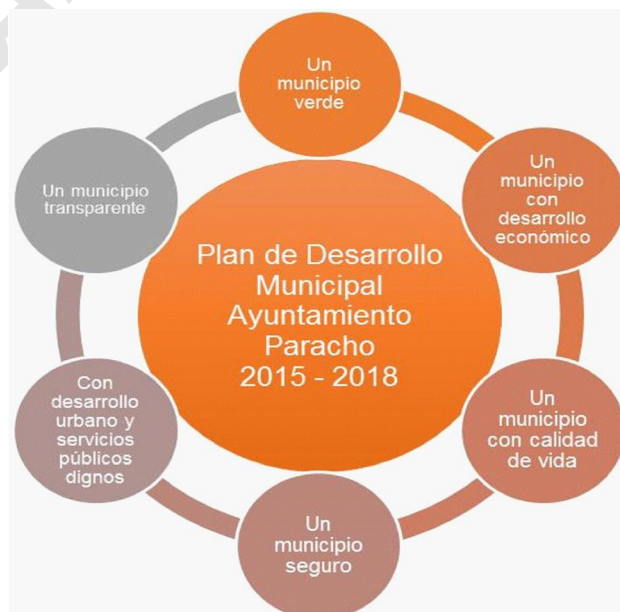 Un
municipio
verde
Un
municipio
con
desarrollo
económico
Un
municipio
con calidad
de vida
Un
municipio
seguro
Con
desarrollo
urbano y
servicios
públicos
dignos
Un municipio
transparente
Plan de Desarrollo
Municipal
Ayuntamiento
Paracho
2015 - 2018